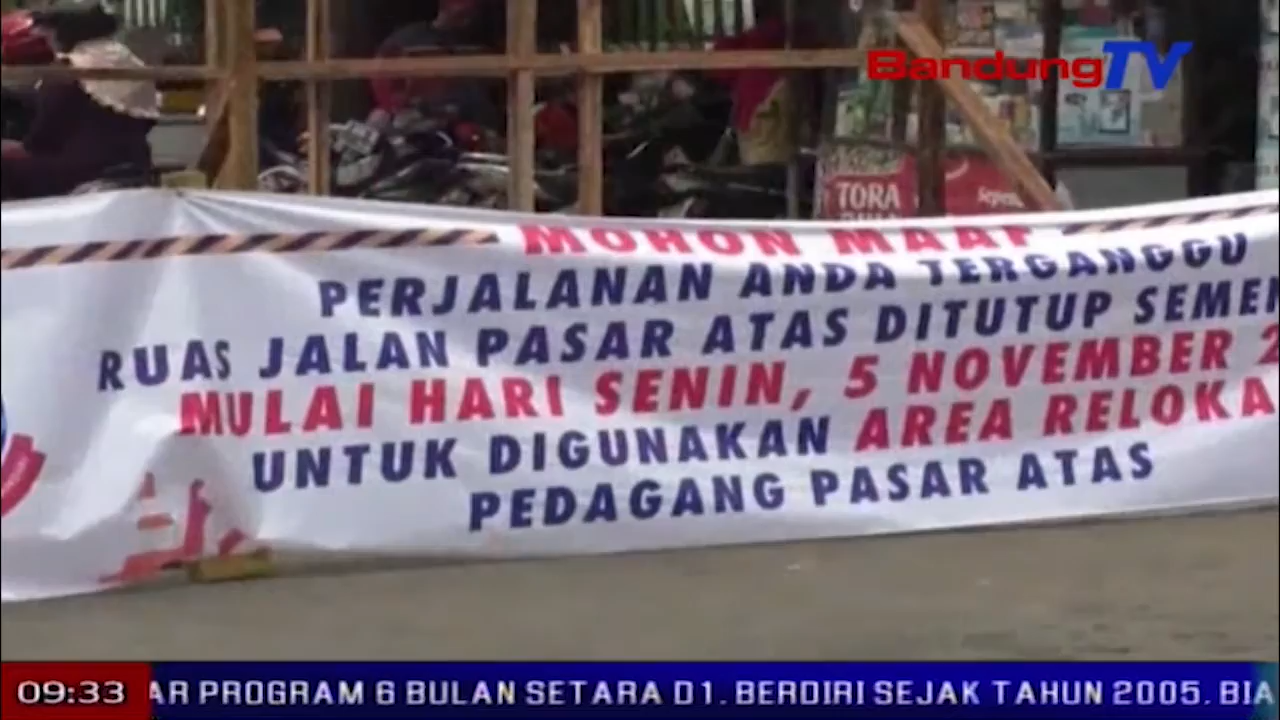 BandungTV
TORA
MOHON MAAF
PERJALANAN ANDA TERGANGGU
RUAS JALAN PASAR ATAS DITUTUP SEME
MULAI HARI SENIN, 5 NOVEMBER 2
UNTUK DIGUNAKAN AREA RELOKA
PEDAGANG PASAR ATAS
09:33 AR PROGRAM 6 BULAN SETARA D1. BERDIRI SEJAK TAHUN 2005. BIA